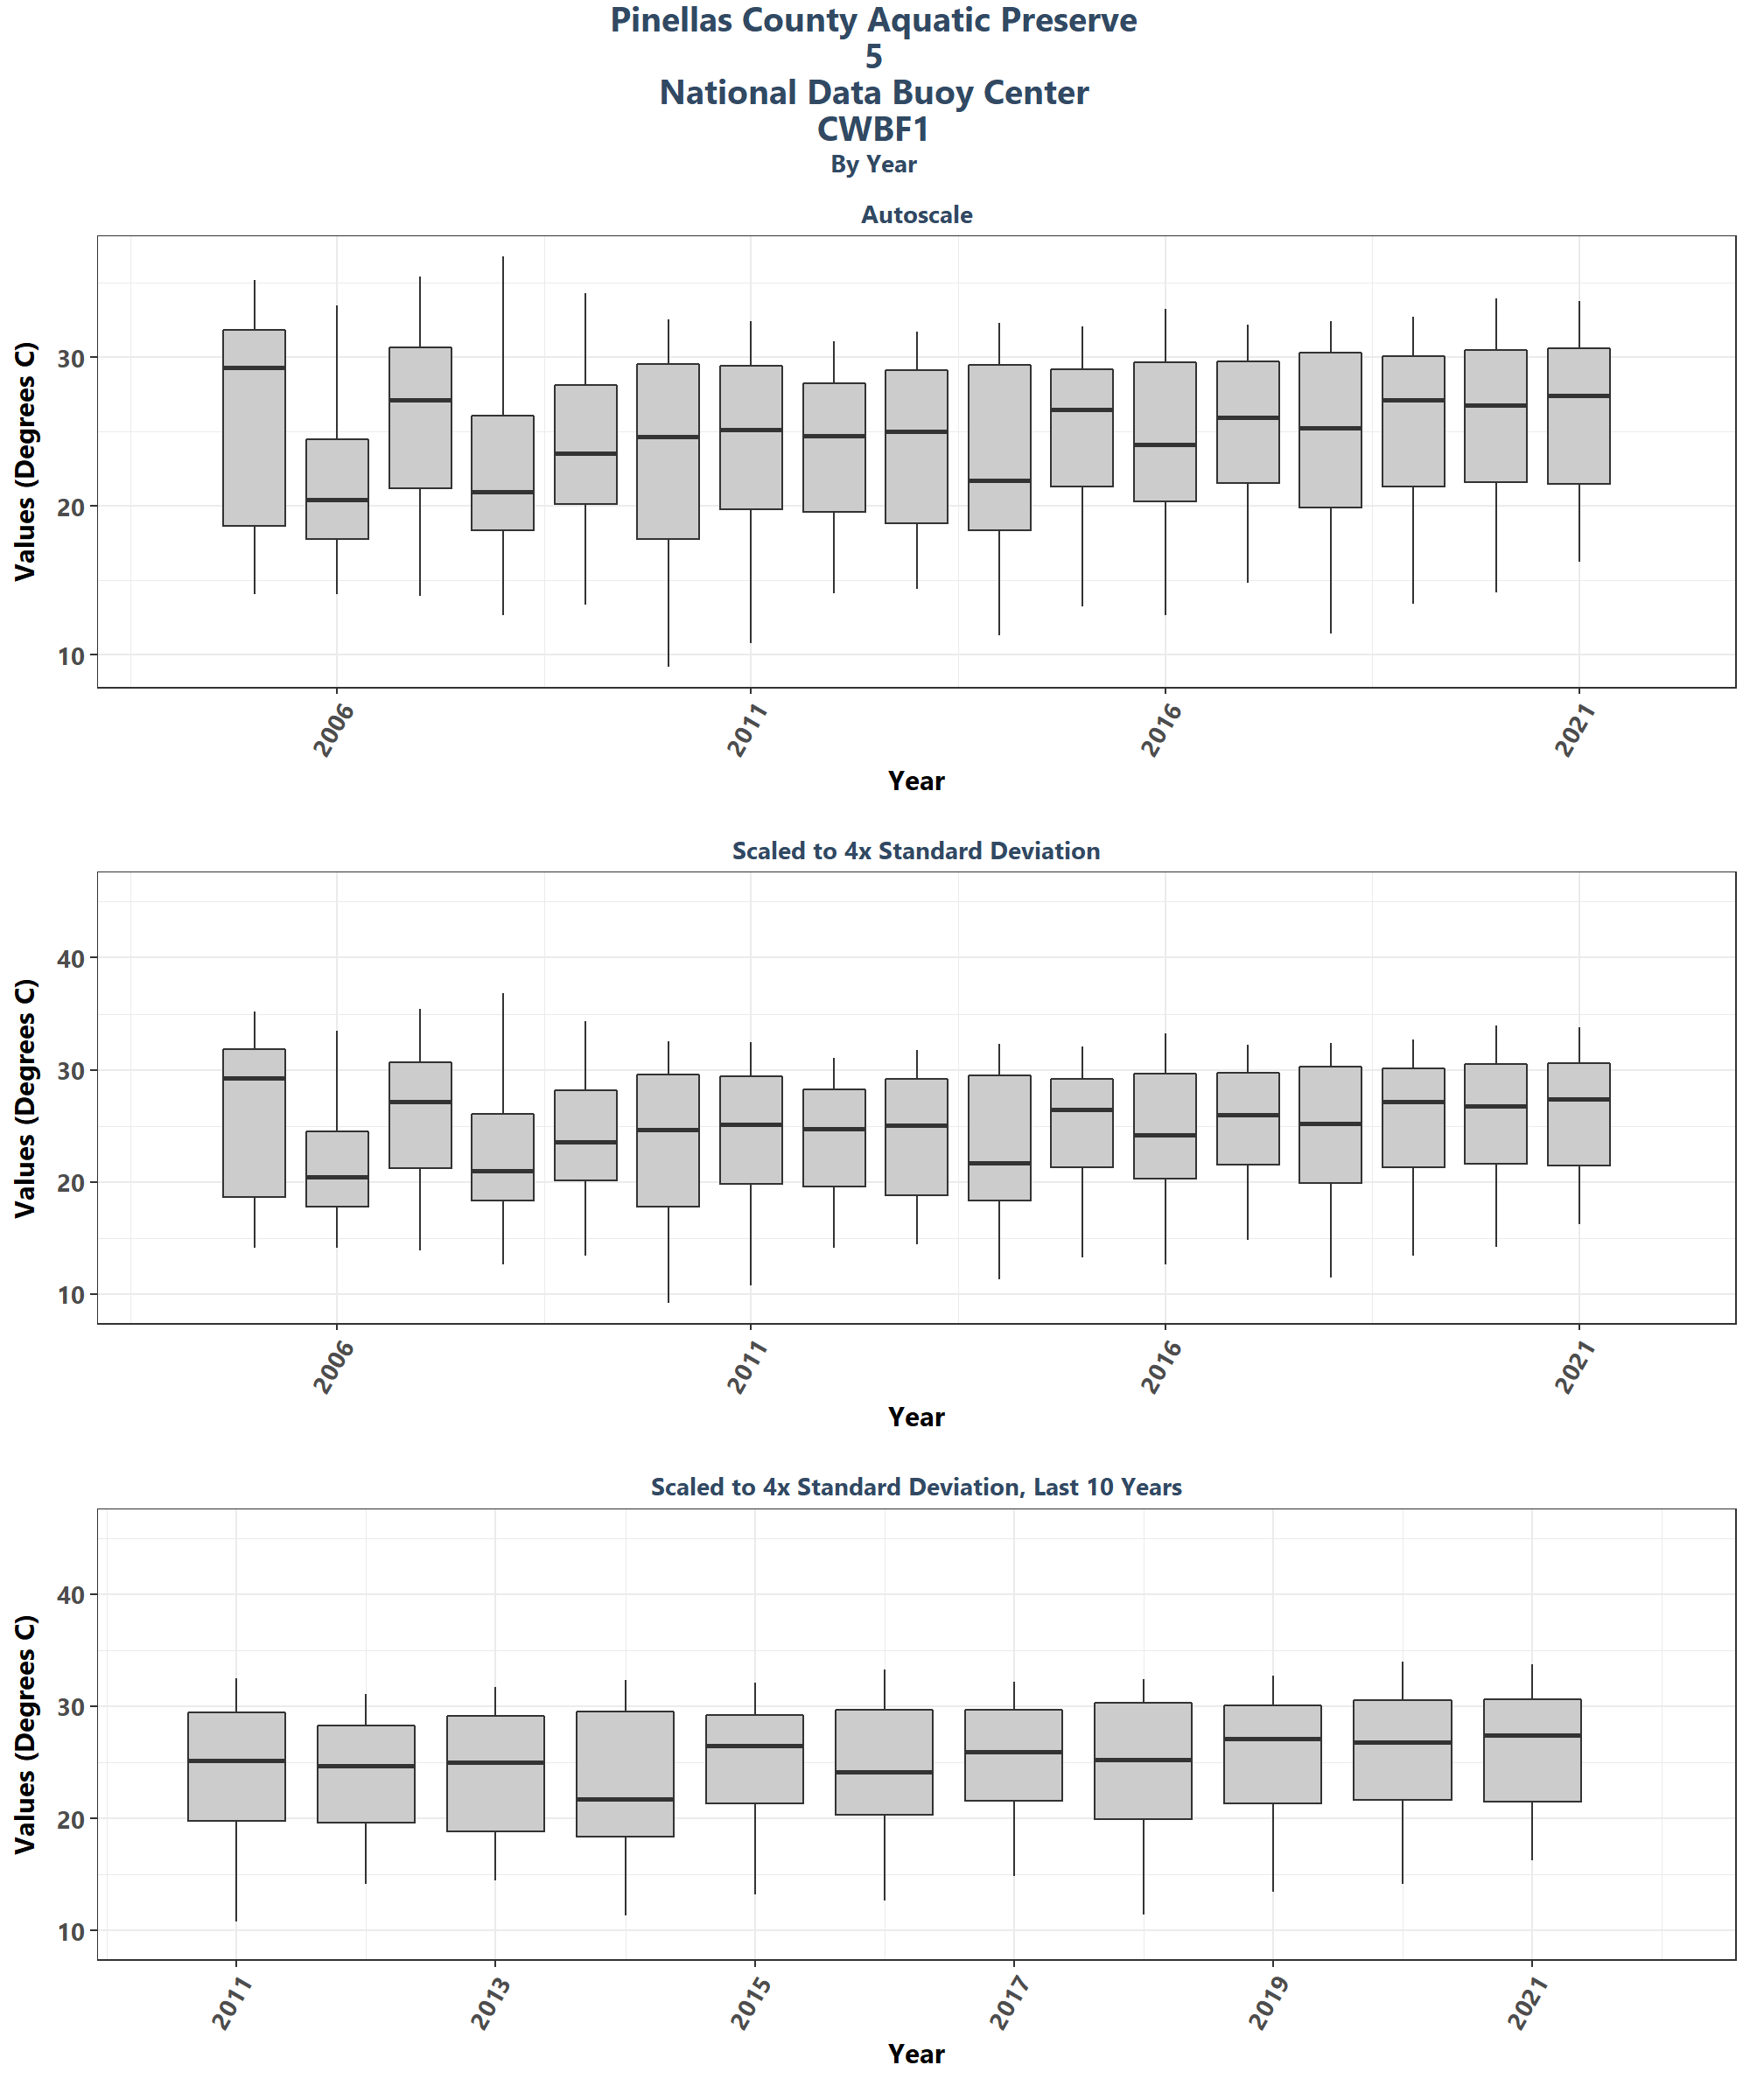 Pinellas County Aquatic Preserve
5
National Data Buoy Center
CWBF1
By Year
Autoscale
Values (Degrees C)
30
20
10
2006
2011
2016
2021
Year
Scaled to 4x Standard Deviation
Values (Degrees C)
40
30
20
10
2006
2011
2016
2021
Year
Scaled to 4x Standard Deviation, Last 10 Years
Values (Degrees C)
40
30
20
10
2011
2013
2015
2017
2019
2021
Year